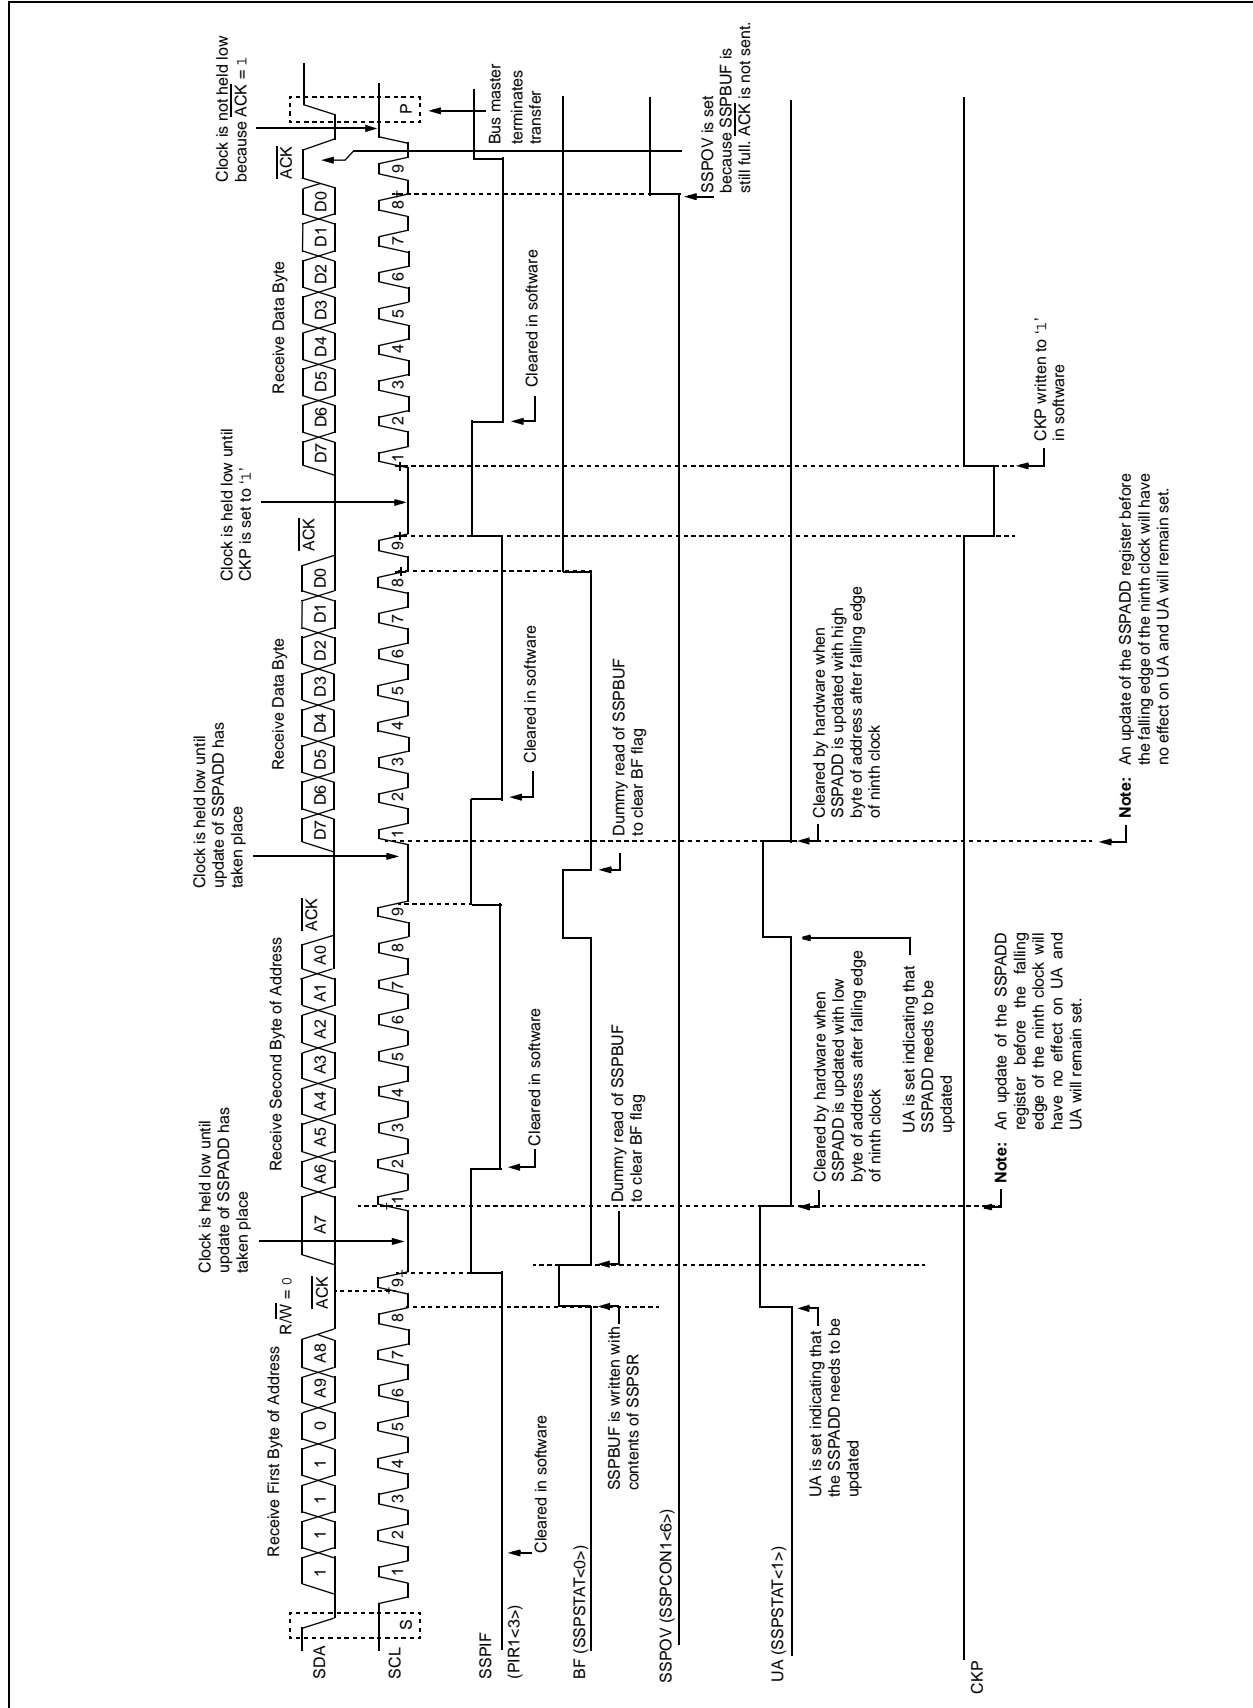 Clock is not held low
because ACK = 1
Clock is held low until
CKP is set to ‘1’
Clock is held low until
update of SSPADD has
taken place
Clock is held low until
update of SSPADD has
taken place
Receive First Byte of Address
R/W = 0
ACK
Receive Second Byte of Address
ACK
Receive Data Byte
ACK
Receive Data Byte
ACK
SDA
1 1 1 1 0 A9 A8
A7 A6 A5 A4 A3 A2 A1 A0
D7 D6 D5 D4 D3 D2 D1 D0
D7 D6 D5 D4 D3 D2 D1 D0
SCL
S
1 2 3 4 5 6 7 8 9
1 2 3 4 5 6 7 8 9
1 2 3 4 5 6 7 8 9
1 2 3 4 5 6 7 8 9
P
Bus master
terminates
transfer
SSPIF
(PIR1<3>)
Cleared in software
Cleared in software
Cleared in software
Cleared in software
BF (SSPSTAT<0>)
SSPBUF is written with
contents of SSPSR
Dummy read of SSPBUF
to clear BF flag
Dummy read of SSPBUF
to clear BF flag
SSPOV (SSPCON1<6>)
SSPOV is set
because SSPBUF is
still full. ACK is not sent.
UA (SSPSTAT<1>)
UA is set indicating that
the SSPADD needs to be
updated
Cleared by hardware when
SSPADD is updated with low
byte of address after falling edge
of ninth clock
UA is set indicating that
SSPADD needs to be
updated
Cleared by hardware when
SSPADD is updated with high
byte of address after falling edge
of ninth clock
CKP
Note: An update of the SSPADD
register before the falling
edge of the ninth clock will
have no effect on UA and
UA will remain set.
CKP written to ‘1’
in software
Note: An update of the SSPADD register before
the falling edge of the ninth clock will have
no effect on UA and UA will remain set.